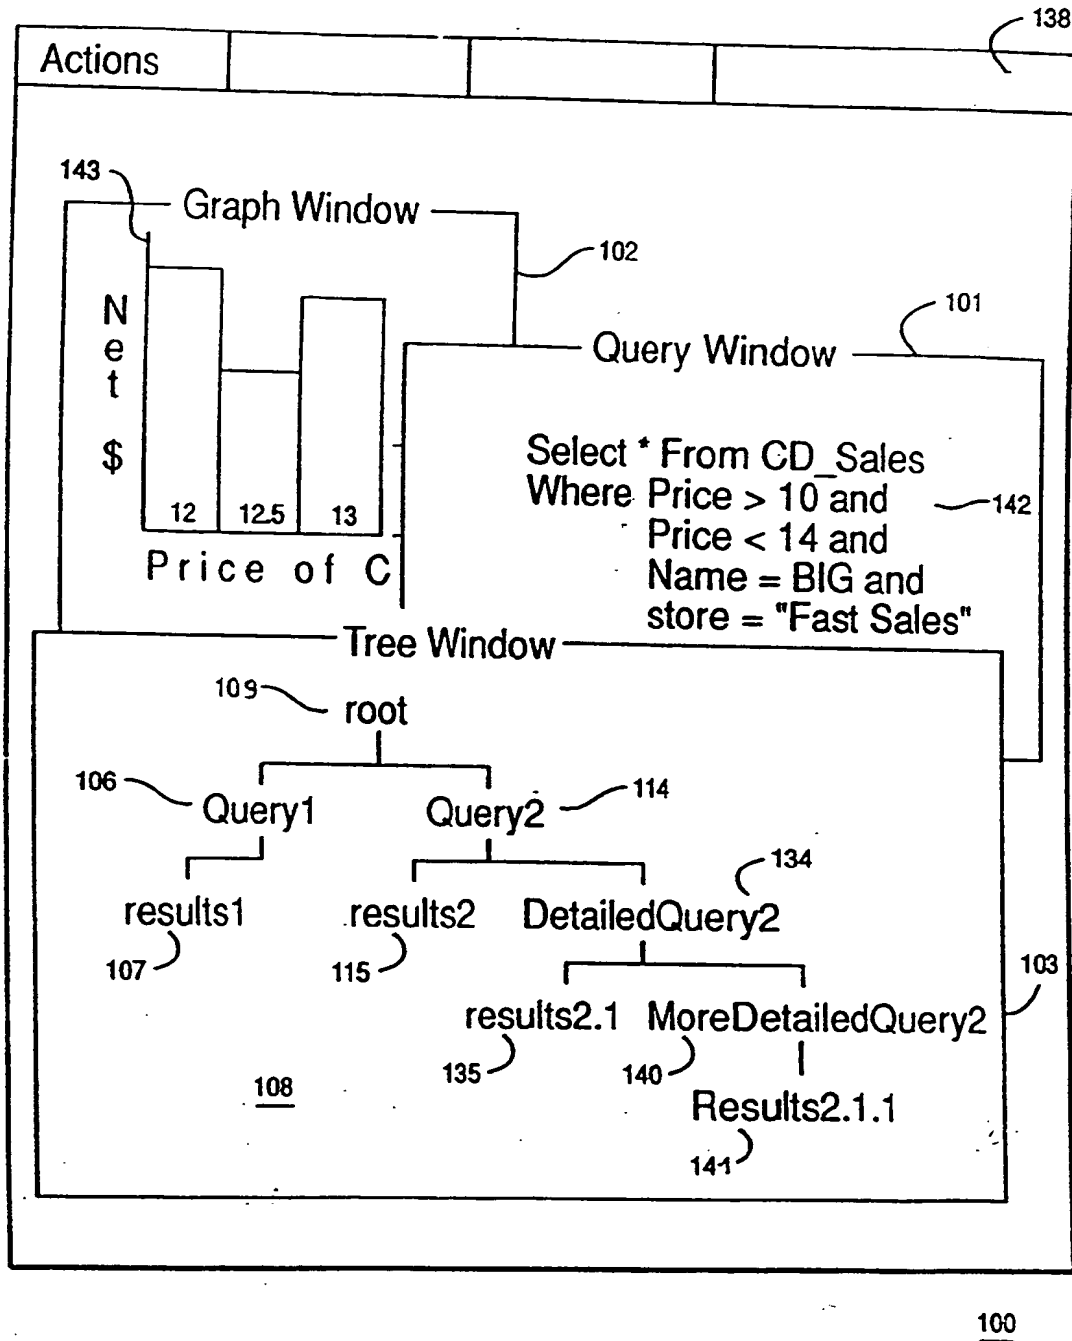 138
Actions
143
Graph Window
102
Net $
101
Query Window
Select * From CD_Sales
Where Price > 10 and
142
Price < 14 and
Name = BIG and
store = "Fast Sales"
12 12.5 13
Price of C
Tree Window
109
root
106
Query1
Query2
114
134
results1
results2
DetailedQuery2
107
115
103
results2.1
MoreDetailedQuery2
135
140
108
Results2.1.1
141
100